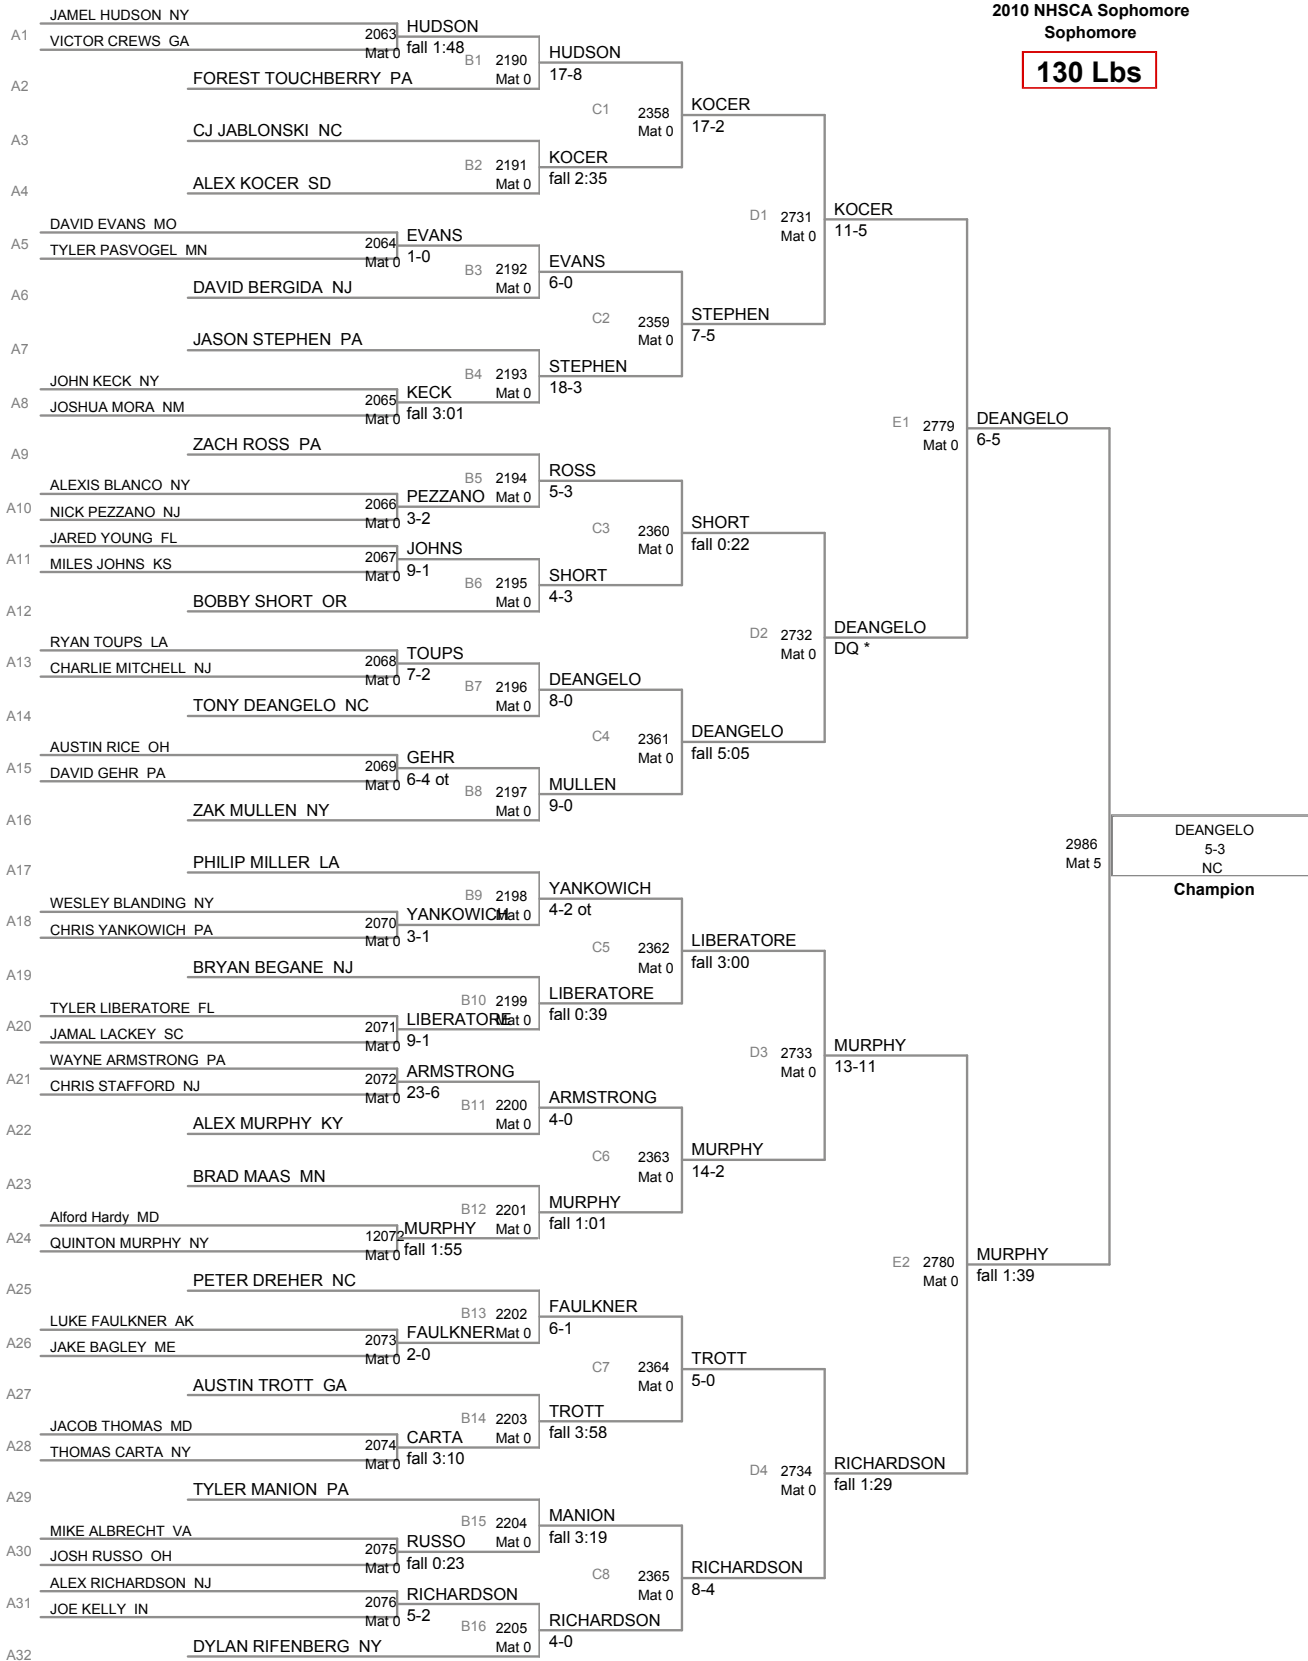 2010 NHSCA Sophomore
Sophomore
130 Lbs
JAMEL HUDSON NY
A1
VICTOR CREWS GA
2063
Mat 0
HUDSON
fall 1:48
A2
FOREST TOUCHBERRY PA
B1 2190
Mat 0
HUDSON
17-8
A3
CJ JABLONSKI NC
A4
ALEX KOCER SD
B2 2191
Mat 0
KOCER
fall 2:35
C1 2358
Mat 0
KOCER
17-2
DAVID EVANS MO
A5
TYLER PASVOGEL MN
2064
Mat 0
EVANS
1-0
A6
DAVID BERGIDA NJ
B3 2192
Mat 0
EVANS
6-0
A7
JASON STEPHEN PA
JOHN KECK NY
A8
JOSHUA MORA NM
2065
Mat 0
KECK
fall 3:01
B4 2193
Mat 0
STEPHEN
18-3
C2 2359
Mat 0
STEPHEN
7-5
D1 2731
Mat 0
KOCER
11-5
A9
ZACH ROSS PA
ALEXIS BLANCO NY
A10
NICK PEZZANO NJ
2066
Mat 0
PEZZANO
3-2
B5 2194
Mat 0
ROSS
5-3
JARED YOUNG FL
A11
MILES JOHNS KS
2067
Mat 0
JOHNS
9-1
A12
BOBBY SHORT OR
B6 2195
Mat 0
SHORT
4-3
C3 2360
Mat 0
SHORT
fall 0:22
RYAN TOUPS LA
A13
CHARLIE MITCHELL NJ
2068
Mat 0
TOUPS
7-2
A14
TONY DEANGELO NC
B7 2196
Mat 0
DEANGELO
8-0
AUSTIN RICE OH
A15
DAVID GEHR PA
2069
Mat 0
GEHR
6-4 ot
A16
ZAK MULLEN NY
B8 2197
Mat 0
MULLEN
9-0
C4 2361
Mat 0
DEANGELO
fall 5:05
D2 2732
Mat 0
DEANGELO
DQ *
E1 2779
Mat 0
DEANGELO
6-5
A17
PHILIP MILLER LA
WESLEY BLANDING NY
A18
CHRIS YANKOWICH PA
2070
Mat 0
YANKOWICH
3-1
B9 2198
Mat 0
YANKOWICH
4-2 ot
A19
BRYAN BEGANE NJ
TYLER LIBERATORE FL
A20
JAMAL LACKEY SC
2071
Mat 0
LIBERATORE
9-1
B10 2199
Mat 0
LIBERATORE
fall 0:39
C5 2362
Mat 0
LIBERATORE
fall 3:00
WAYNE ARMSTRONG PA
A21
CHRIS STAFFORD NJ
2072
Mat 0
ARMSTRONG
23-6
A22
ALEX MURPHY KY
B11 2200
Mat 0
ARMSTRONG
4-0
A23
BRAD MAAS MN
Alford Hardy MD
A24
QUINTON MURPHY NY
12072
Mat 0
MURPHY
fall 1:55
B12 2201
Mat 0
MURPHY
fall 1:01
C6 2363
Mat 0
MURPHY
14-2
D3 2733
Mat 0
MURPHY
13-11
A25
PETER DREHER NC
LUKE FAULKNER AK
A26
JAKE BAGLEY ME
2073
Mat 0
FAULKNER
2-0
B13 2202
Mat 0
FAULKNER
6-1
A27
AUSTIN TROTT GA
JACOB THOMAS MD
A28
THOMAS CARTA NY
2074
Mat 0
CARTA
fall 3:10
B14 2203
Mat 0
TROTT
fall 3:58
C7 2364
Mat 0
TROTT
5-0
A29
TYLER MANION PA
MIKE ALBRECHT VA
A30
JOSH RUSSO OH
2075
Mat 0
RUSSO
fall 0:23
B15 2204
Mat 0
MANION
fall 3:19
ALEX RICHARDSON NJ
A31
JOE KELLY IN
2076
Mat 0
RICHARDSON
5-2
A32
DYLAN RIFENBERG NY
B16 2205
Mat 0
RICHARDSON
4-0
C8 2365
Mat 0
RICHARDSON
8-4
D4 2734
Mat 0
RICHARDSON
fall 1:29
E2 2780
Mat 0
MURPHY
fall 1:39
2986
Mat 5
DEANGELO
5-3
NC
Champion